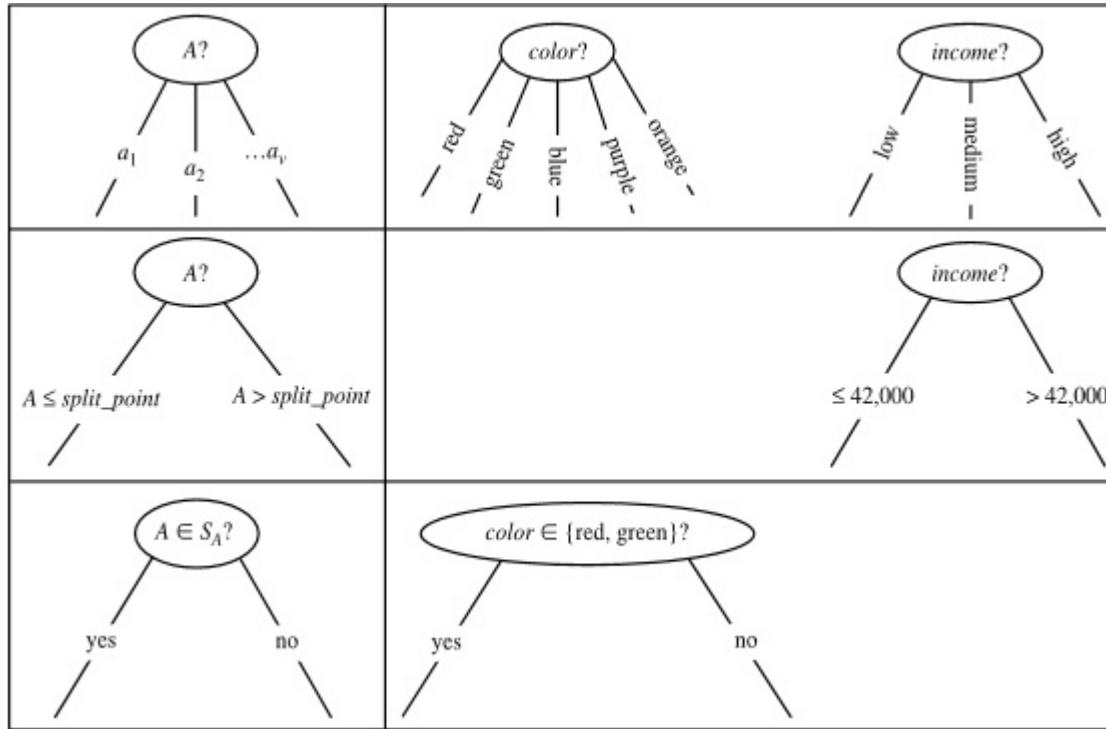 A?
a₁
a₂
...aᵥ
color?
red
green
blue
purple
orange
income?
low
medium
high
A?
A ≤ split_point
A > split_point
income?
≤ 42,000
> 42,000
A ∈ S_A?
yes
no
color ∈ {red, green}?
yes
no